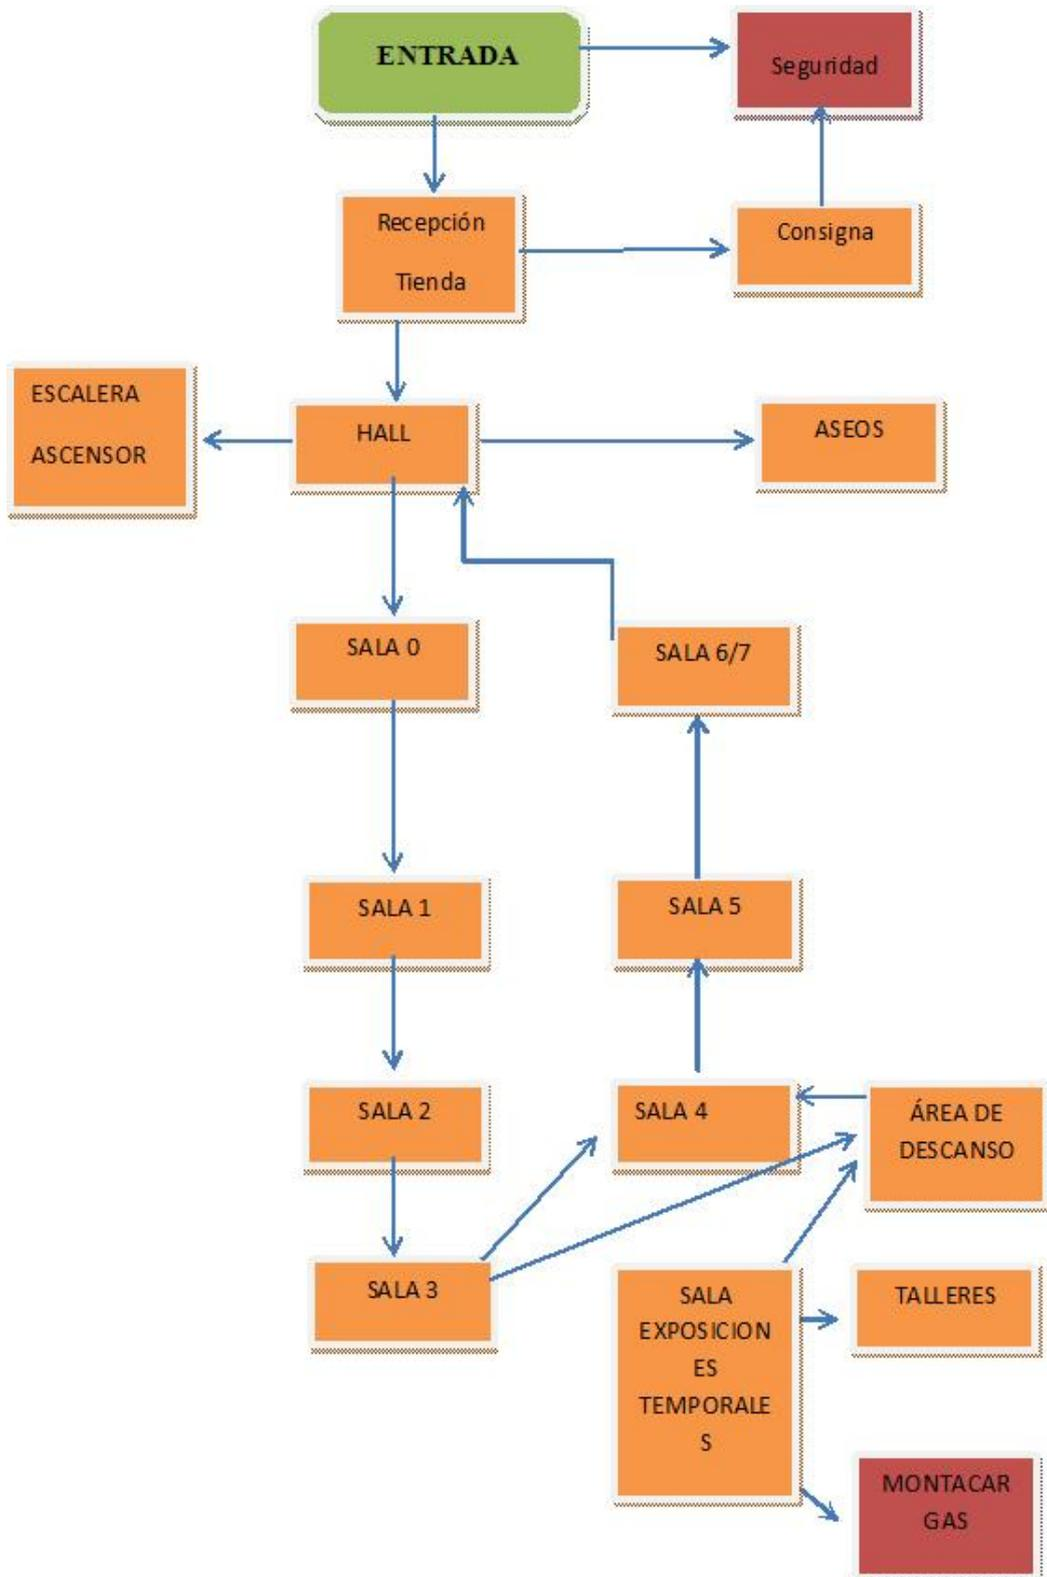 ENTRADA
Seguridad
Recepción
Tienda
Consigna
ESCALERA
ASCENSOR
HALL
ASEOS
SALA 0
SALA 6/7
SALA 1
SALA 5
SALA 2
SALA 4
ÁREA DE
DESCANSO
SALA 3
SALA
EXPOSICION
ES
TEMPORALE
S
TALLERES
MONTACAR
GAS